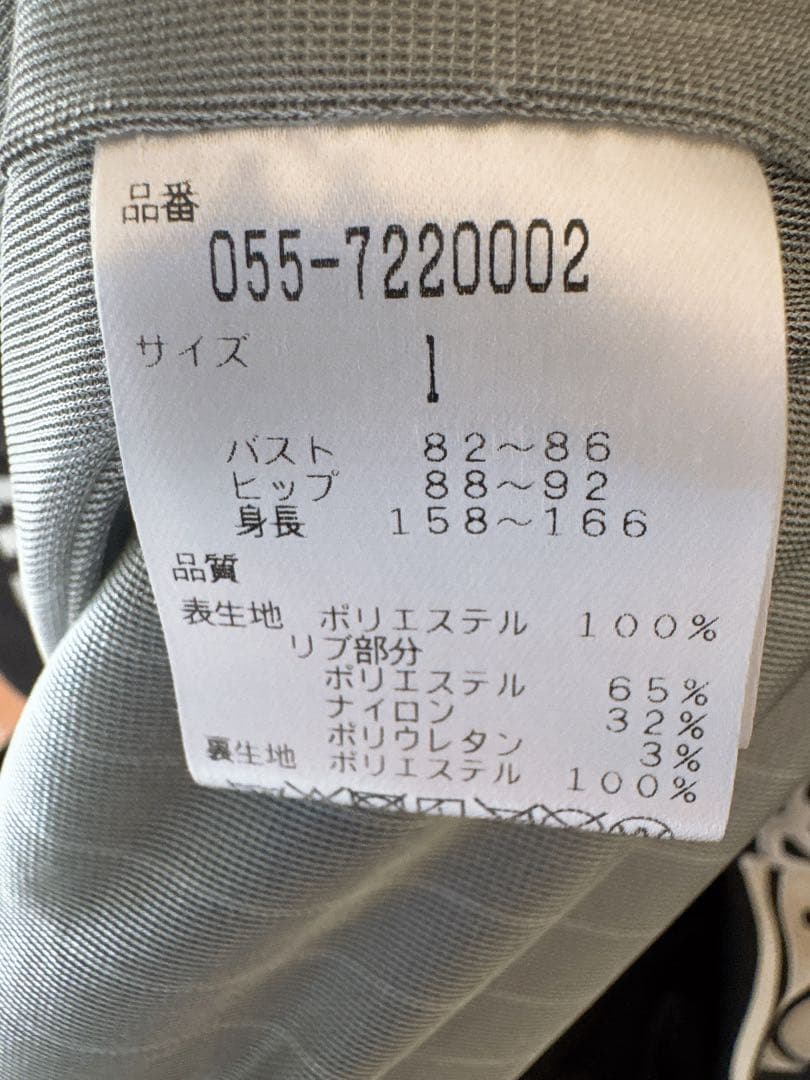 品番
055-7220002
サイズ 1
バスト 82～86
ヒップ 88～92
身長 158～166
品質
表生地 ポリエステル 100%
リブ部分
ポリエステル 65%
ナイロン 32%
ポリウレタン 3%
裏生地 ポリエステル 100%